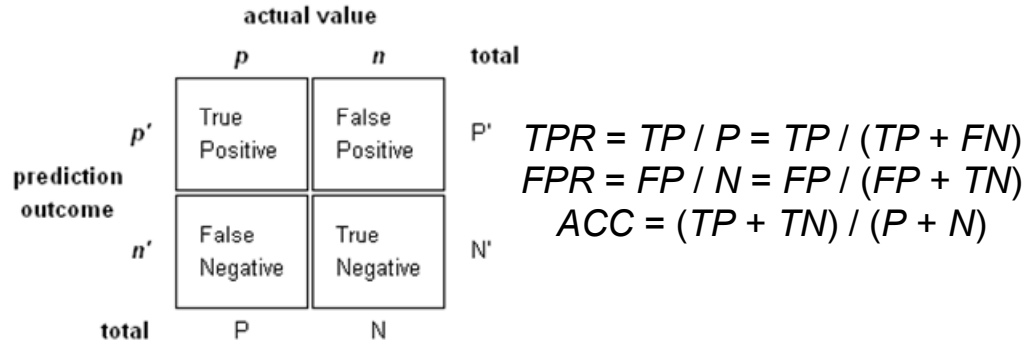 actual value
p n total
p' True Positive False Positive P'
prediction outcome
n' False Negative True Negative N'
total P N
TPR = TP / P = TP / (TP + FN)
FPR = FP / N = FP / (FP + TN)
ACC = (TP + TN) / (P + N)